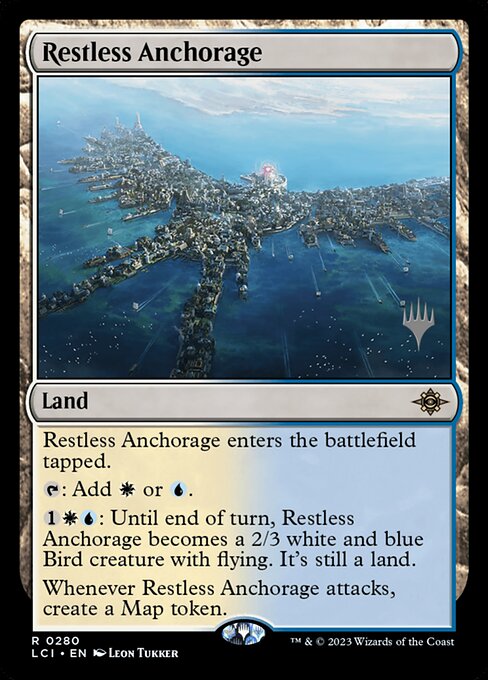 Restless Anchorage
Land
Restless Anchorage enters the battlefield
tapped.
: Add or .
1 : Until end of turn, Restless
Anchorage becomes a 2/3 white and blue
Bird creature with flying. It's still a land.
Whenever Restless Anchorage attacks,
create a Map token.
R 0280
LCI • EN Leon Tukker
™ & © 2023 Wizards of the Coast